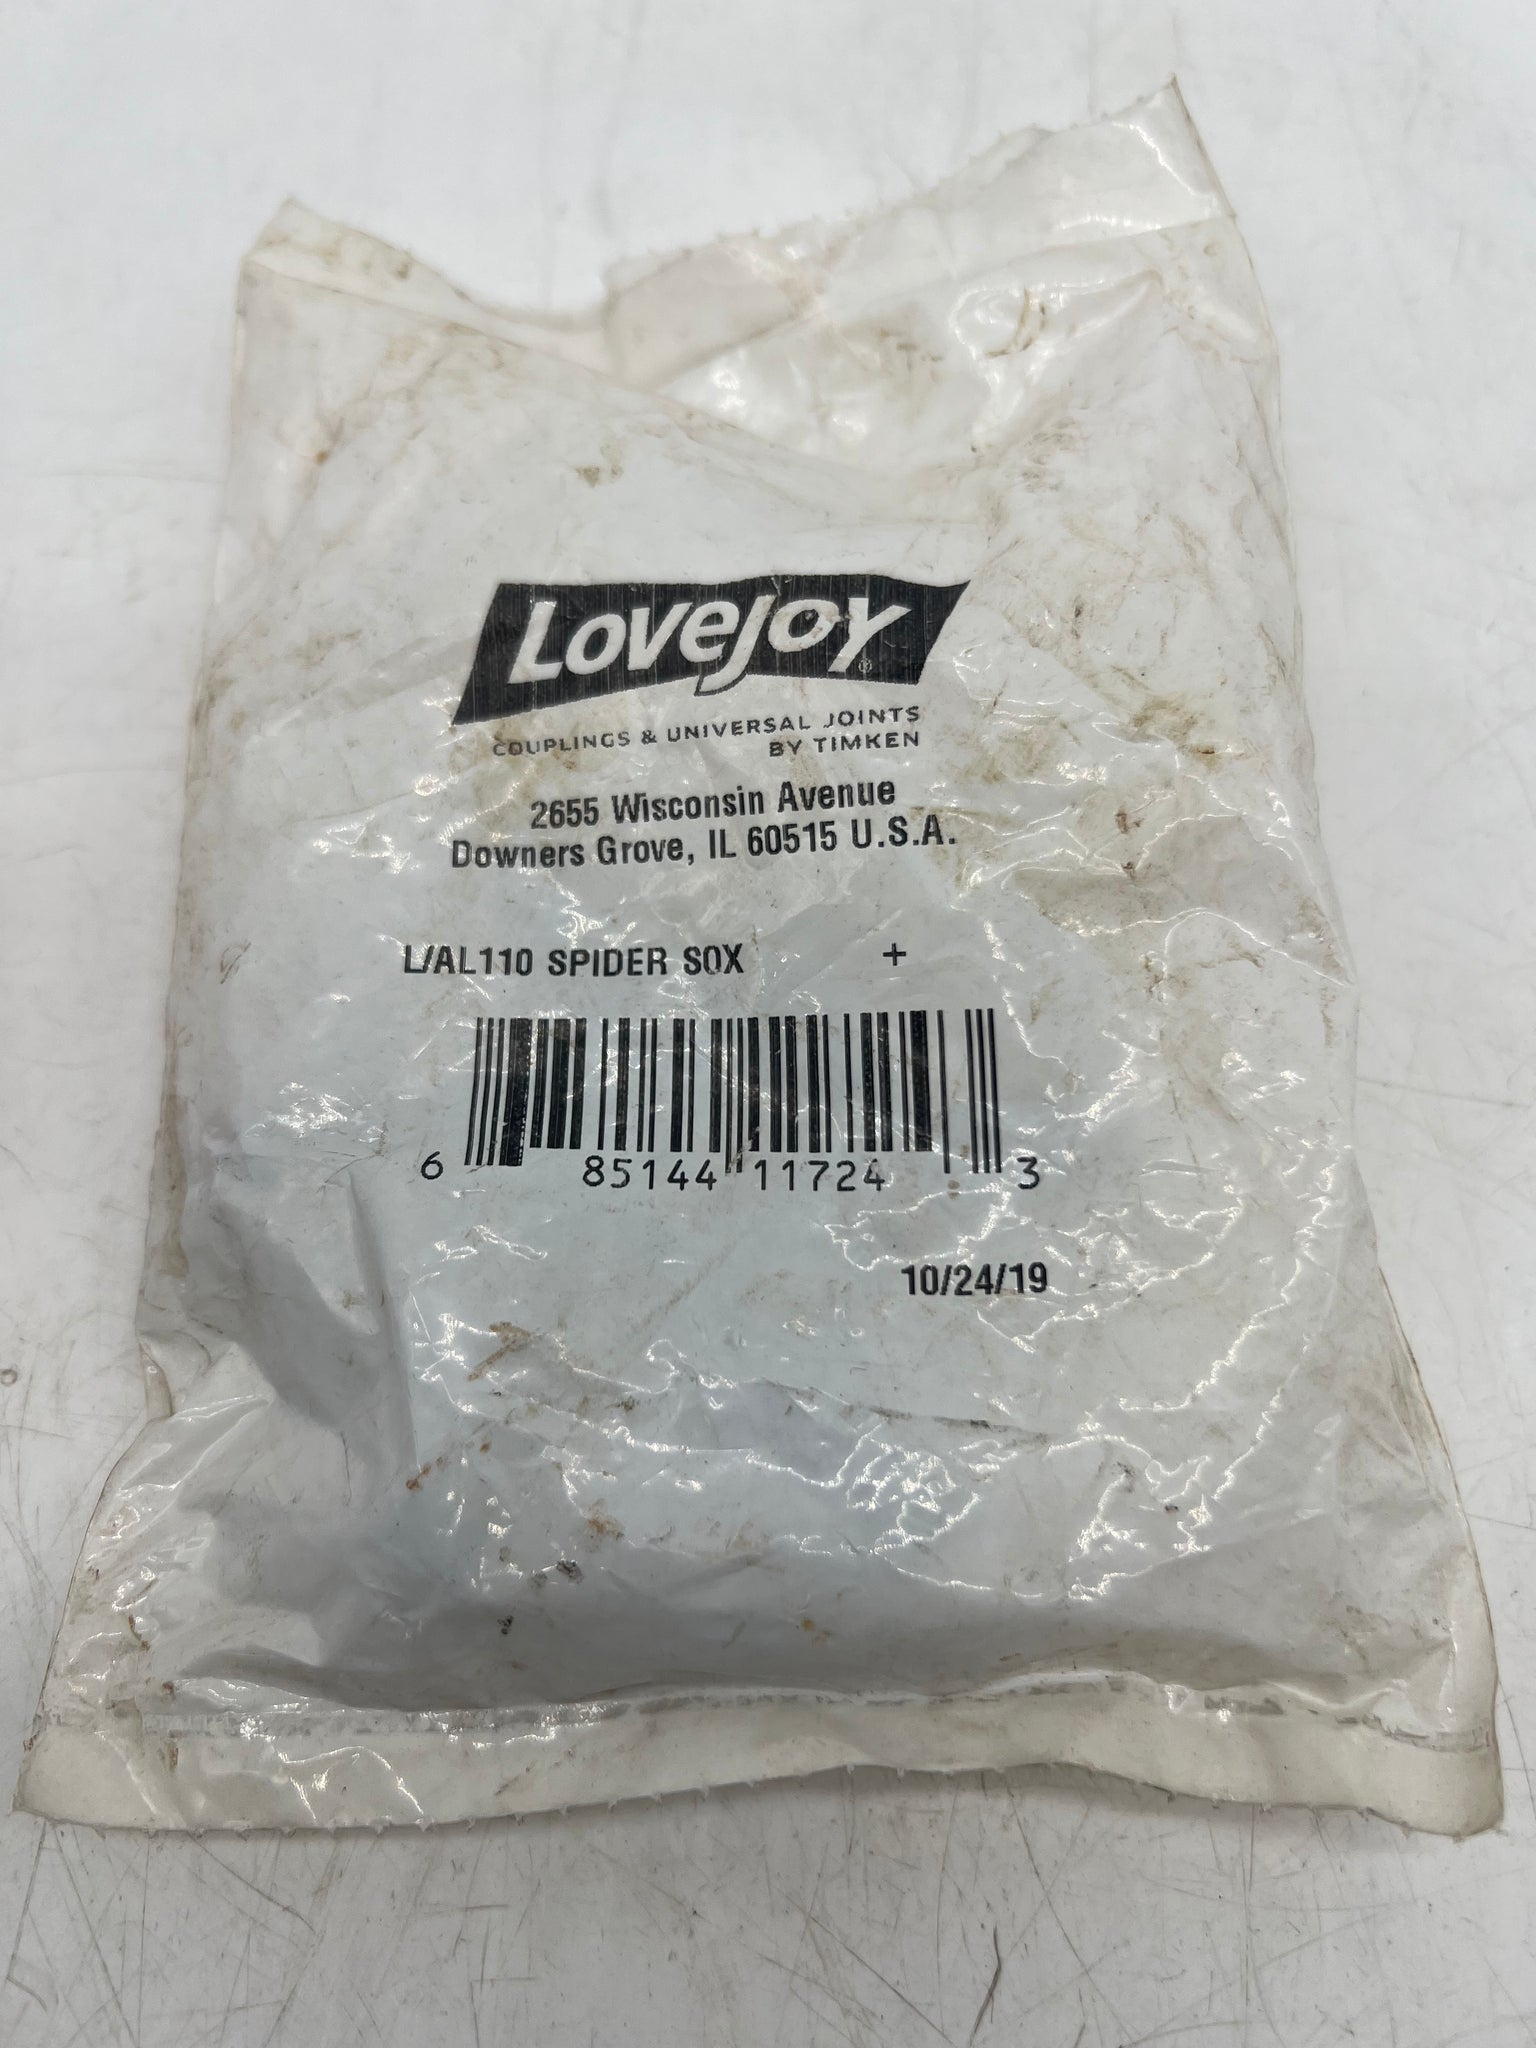 LOVEJOY®
COUPLINGS & UNIVERSAL JOINTS
BY TIMKEN
2655 Wisconsin Avenue
Downers Grove, IL 60515 U.S.A.
L/AL110 SPIDER SOX +
6 85144 11724 3
10/24/19